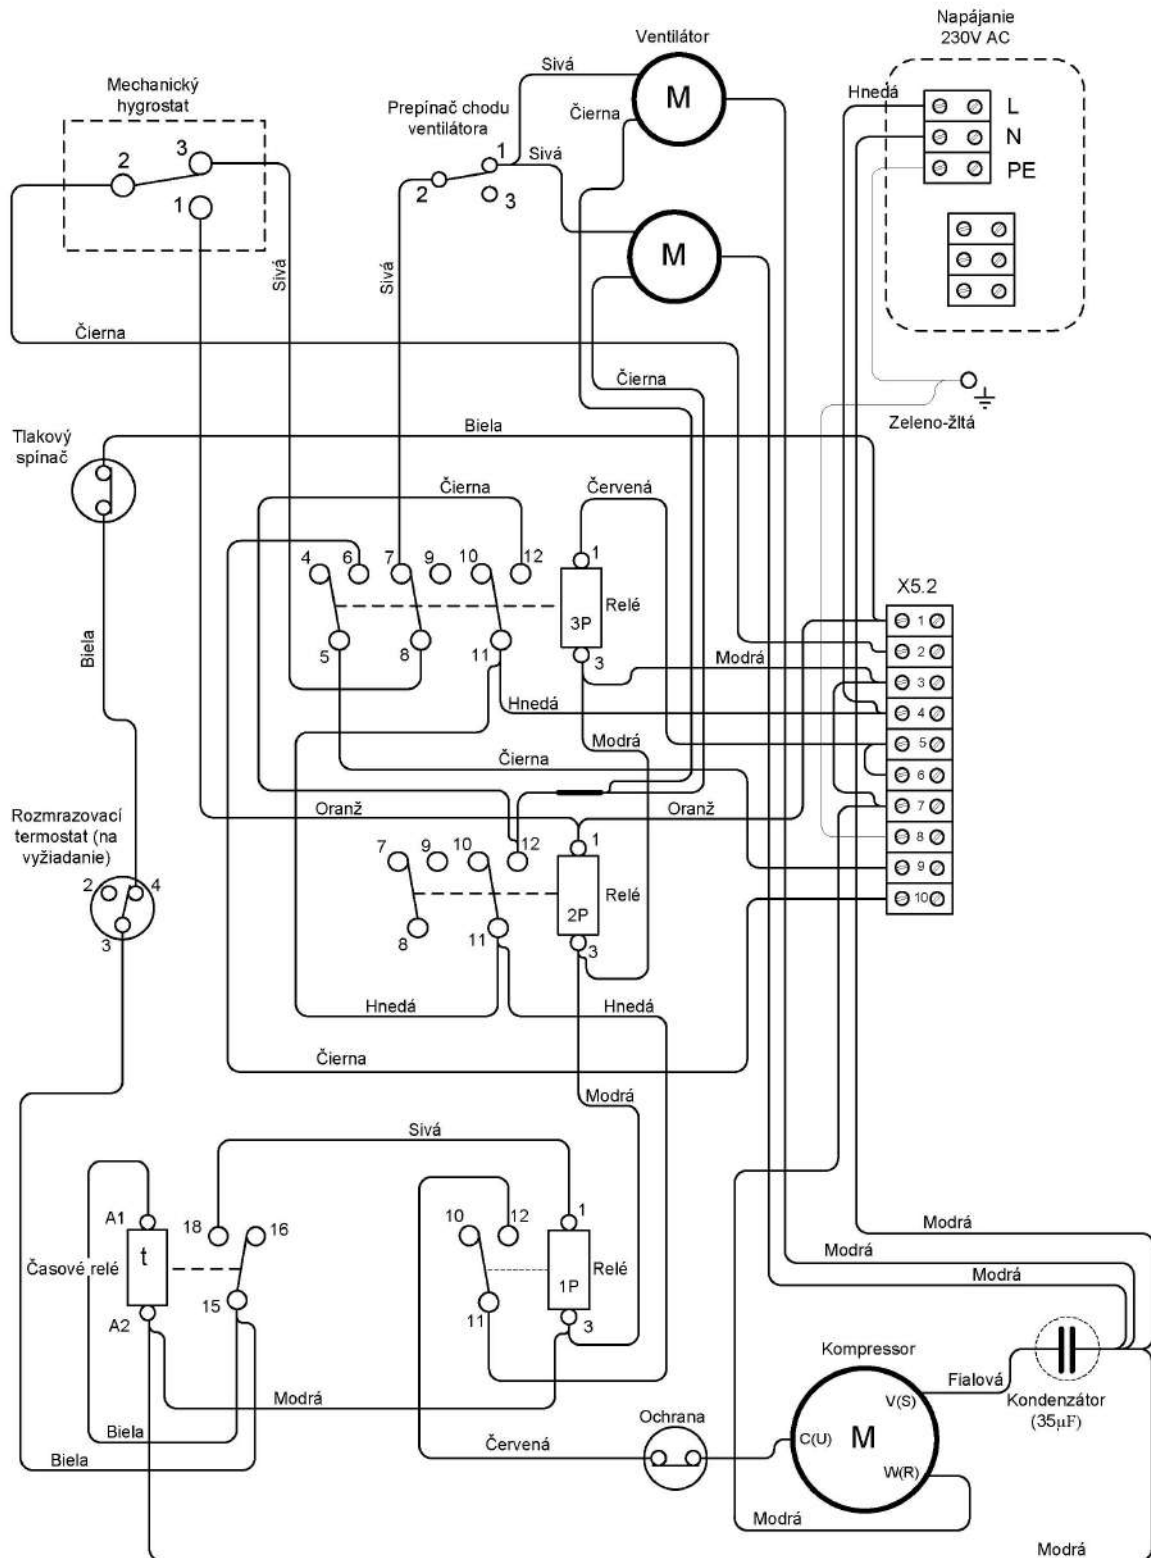 Napájanie
230V AC
Ventilátor
Sivá
Mechanický
hygrostat
Hnedá
L
M
Prepínač chodu
ventilátora
Čierna
N
3
1
Sivá
2
PE
2
3
1
M
Sivá
Sivá
Čierna
Čierna
Zeleno-žltá
Biela
Tlakový
spínač
Čierna
Červená
4
6
7
9
10
12
1
X5.2
Relé
3P
1
Biela
5
8
11
3
Modrá
2
3
Hnedá
4
Modrá
5
Čierna
6
Oranž
Oranž
7
Rozmrazovací
termostat (na
vyžiadanie)
8
7
9
10
12
1
9
2
4
Relé
2P
10
3
8
11
3
Hnedá
Hnedá
Čierna
Modrá
Sivá
A1
18
16
10
12
1
Modrá
t
Modrá
Časové relé
Relé
Modrá
1P
15
A2
11
3
Kompressor
Fialová
Modrá
Kondenzátor
(35µF)
V(S)
Ochrana
Biela
C(U)
M
Červená
Biela
W(R)
Modrá
Modrá